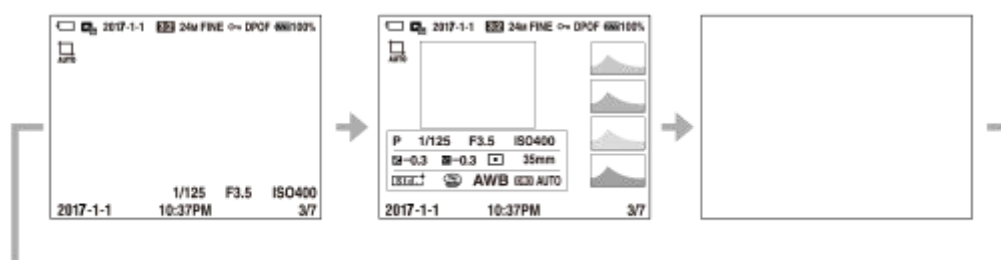 2017-1-1 3:2 24M FINE DPOF 100%
AUTO
1/125 F3.5 ISO400
2017-1-1 10:37PM 3/7
2017-1-1 3:2 24M FINE DPOF 100%
AUTO
P 1/125 F3.5 ISO400
-0.3 -0.3 35mm
Std. AWB AUTO
2017-1-1 10:37PM 3/7